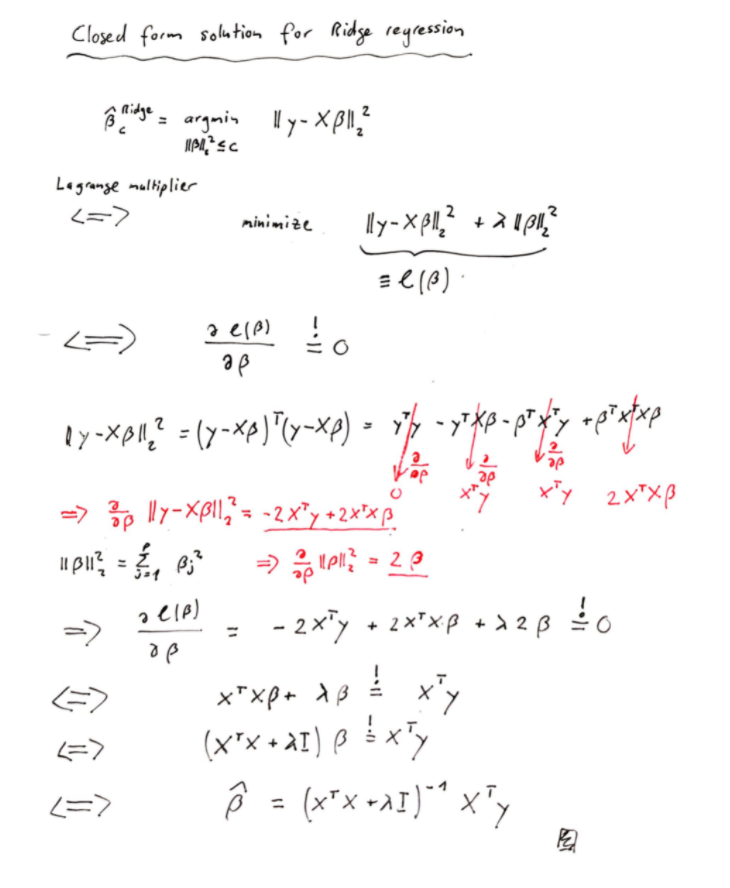 Closed form solution for Ridge regression
β̂_c^Ridge = argmin_{‖β‖₂² ≤ c} ‖y - Xβ‖₂²
Lagrange multiplier
<=> minimize ‖y-Xβ‖₂² + λ‖β‖₂²
≡ ℓ(β).
<=> ∂ℓ(β)/∂β =! 0
‖y-Xβ‖₂² = (y-Xβ)ᵀ(y-Xβ) = yᵀy - yᵀXβ - βᵀXᵀy + βᵀXᵀXβ
∂/∂β ∂/∂β ∂/∂β
0 Xᵀy Xᵀy 2XᵀXβ
=> ∂/∂β ‖y-Xβ‖₂² = -2Xᵀy + 2XᵀXβ
‖β‖₂² = Σ_{j=1}^p β_j² => ∂/∂β ‖β‖₂² = 2β
=> ∂ℓ(β)/∂β = -2Xᵀy + 2XᵀXβ + λ2β =! 0
<=> XᵀXβ + λβ =! Xᵀy
<=> (XᵀX + λI)β =! Xᵀy
<=> β̂ = (XᵀX + λI)⁻¹ Xᵀy